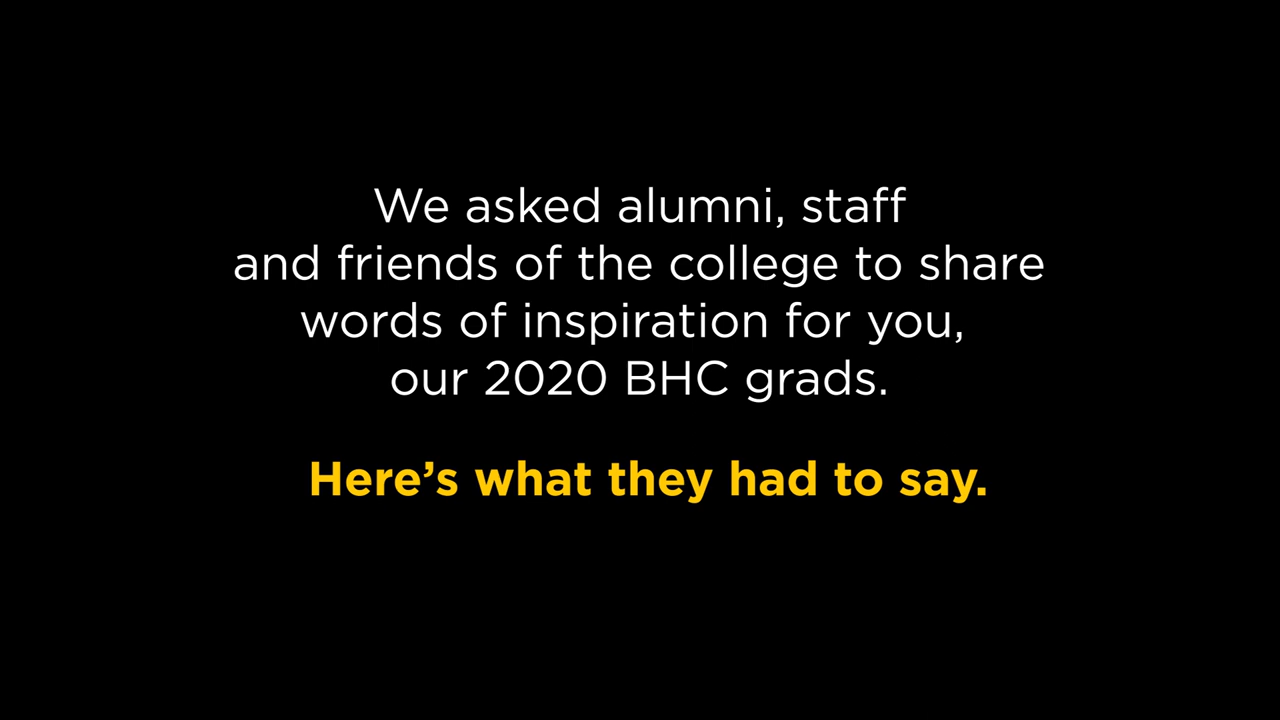 We asked alumni, staff
and friends of the college to share
words of inspiration for you,
our 2020 BHC grads.
Here’s what they had to say.